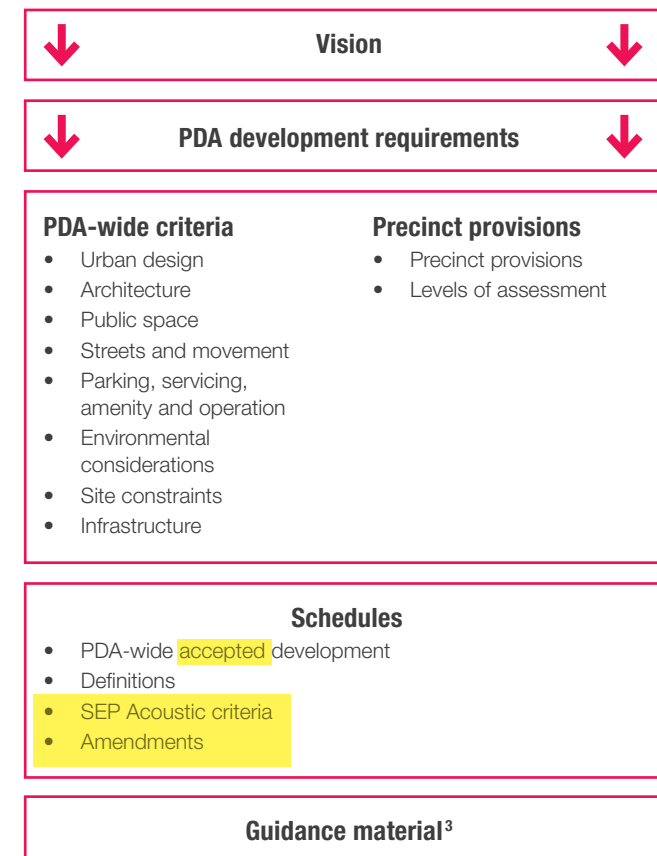 Vision
PDA development requirements
PDA-wide criteria
• Urban design
• Architecture
• Public space
• Streets and movement
• Parking, servicing,
amenity and operation
• Environmental
considerations
• Site constraints
• Infrastructure
Precinct provisions
• Precinct provisions
• Levels of assessment
Schedules
• PDA-wide accepted development
• Definitions
• SEP Acoustic criteria
• Amendments
Guidance material³